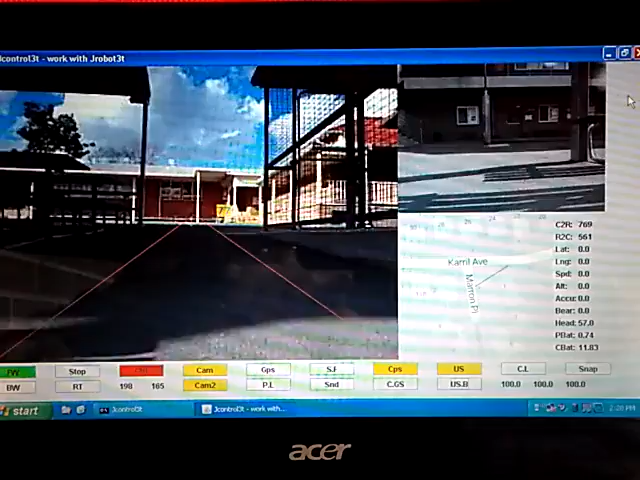 Jcontrol3t - work with Jrobot3t
C2R: 769
R2C: 561
Lat: 0.0
Lng: 0.0
Spd: 0.0
Alt: 0.0
Accu: 0.0
Bear: 0.0
Head: 57.0
PBat: 0.74
CBat: 11.83
Karril Ave
Marron Pl
FW Stop Cam Gps S.J Cps US C.L Snap
BW RT 198 165 Cam2 P.L Snd C.GS US.B 100.0 100.0 100.0
start Jcontrol3t Jcontrol3t - work with... 2:20 PM
acer